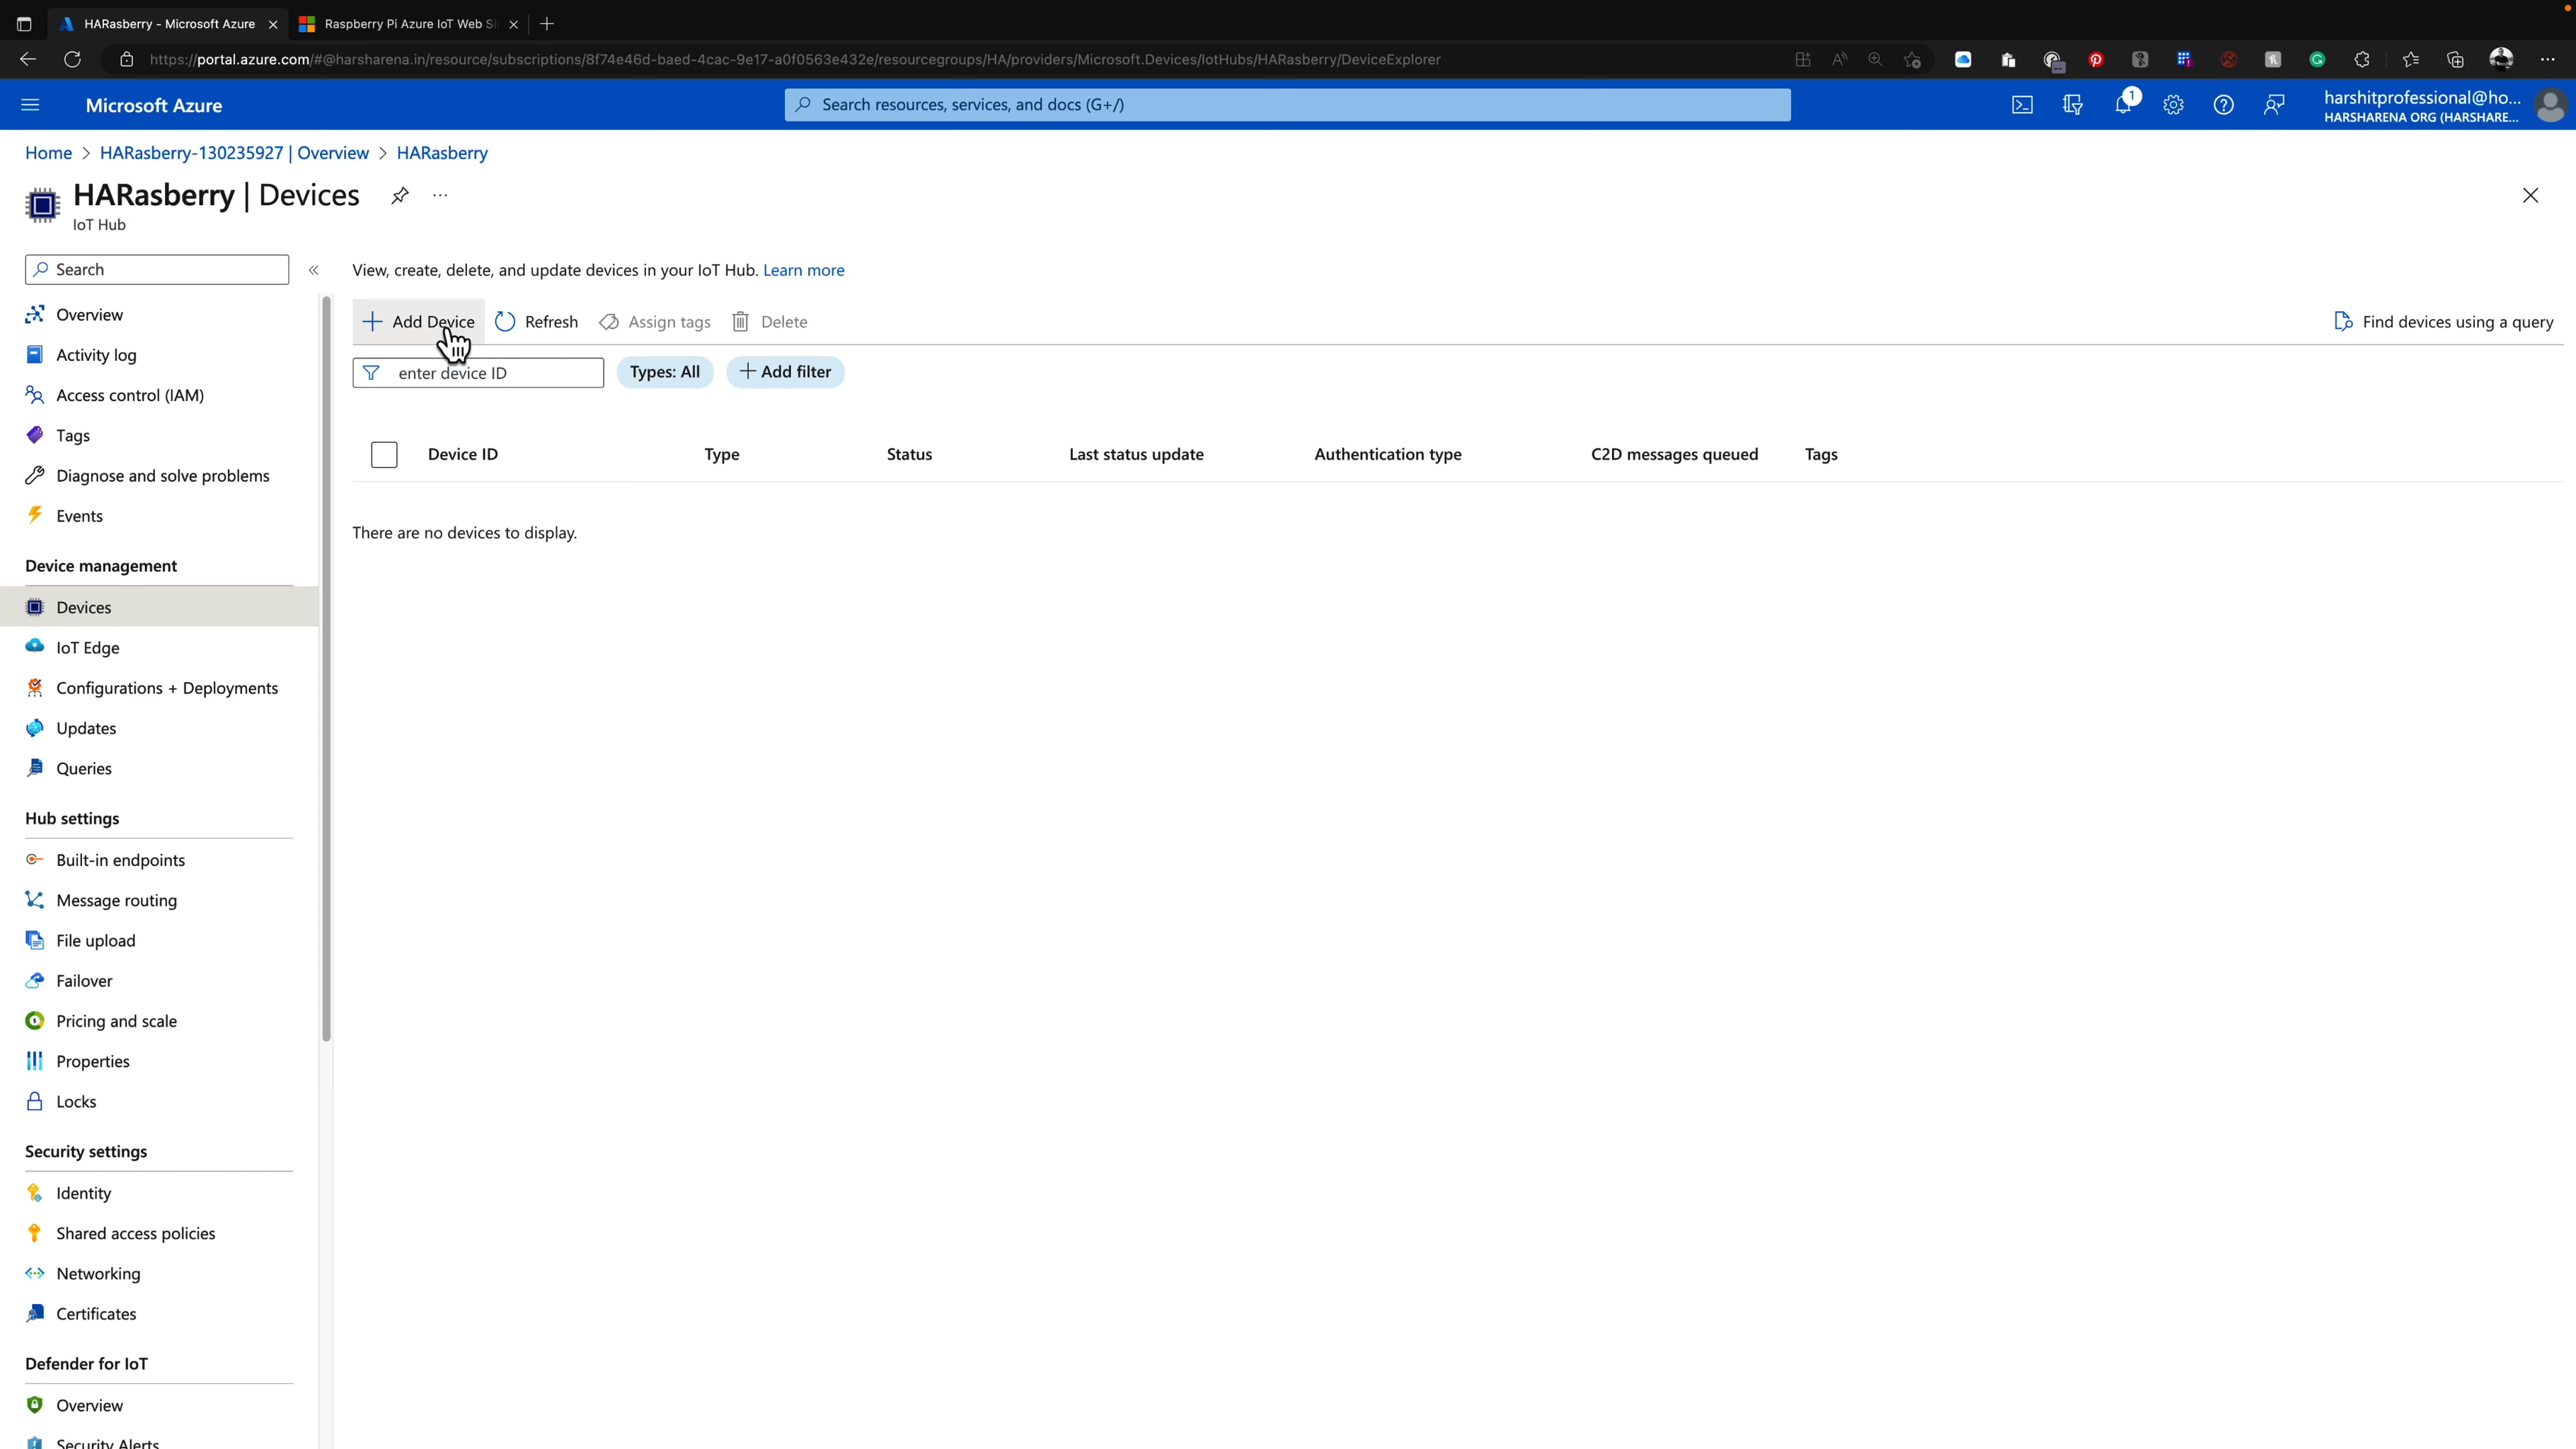 HARasberry - Microsoft Azure
Raspberry Pi Azure IoT Web Si
https://portal.azure.com/#@harsharena.in/resource/subscriptions/8f74e46d-baed-4cac-9e17-a0f0563e432e/resourcegroups/HA/providers/Microsoft.Devices/IotHubs/HARasberry/DeviceExplorer
Microsoft Azure
Search resources, services, and docs (G+/)
1
harshitprofessional@ho...
HARSHARENA ORG (HARSHARE...
Home > HARasberry-130235927 | Overview > HARasberry
HARasberry | Devices
...
IoT Hub
Search
«
View, create, delete, and update devices in your IoT Hub. Learn more
Add Device
Refresh
Assign tags
Delete
Find devices using a query
enter device ID
Types: All
Add filter
Device ID
Type
Status
Last status update
Authentication type
C2D messages queued
Tags
There are no devices to display.
Overview
Activity log
Access control (IAM)
Tags
Diagnose and solve problems
Events
Device management
Devices
IoT Edge
Configurations + Deployments
Updates
Queries
Hub settings
Built-in endpoints
Message routing
File upload
Failover
Pricing and scale
Properties
Locks
Security settings
Identity
Shared access policies
Networking
Certificates
Defender for IoT
Overview
Security Alerts